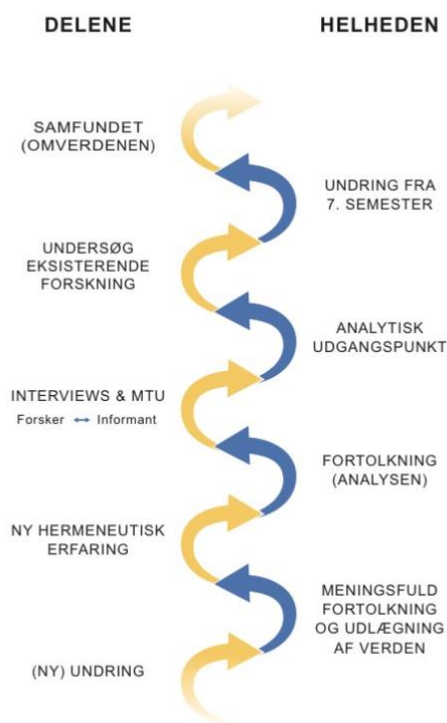 DELENE
HELHEDEN
SAMFUNDET
(OMVERDENEN)
UNDRING FRA
7. SEMESTER
UNDERSØG
EKSISTERENDE
FORSKNING
ANALYTISK
UDGANGSPUNKT
INTERVIEWS & MTU
Forsker ↔ Informant
FORTOLKNING
(ANALYSEN)
NY HERMENEUTISK
ERFARING
MENINGSFULD
FORTOLKNING
OG UDLÆGNING
AF VERDEN
(NY) UNDRING